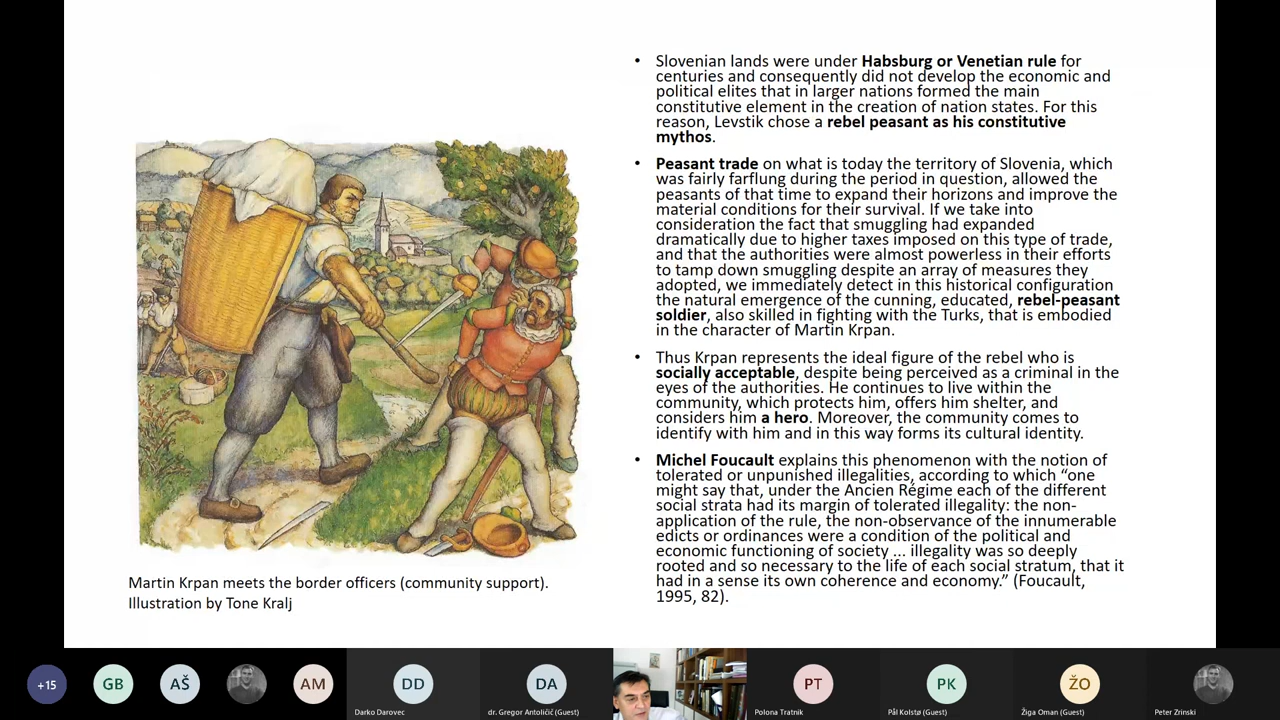 • Slovenian lands were under Habsburg or Venetian rule for
centuries and consequently did not develop the economic and
political elites that in larger nations formed the main
constitutive element in the creation of nation states. For this
reason, Levstik chose a rebel peasant as his constitutive
mythos.
• Peasant trade on what is today the territory of Slovenia, which
was fairly farflung during the period in question, allowed the
peasants of that time to expand their horizons and improve the
material conditions for their survival. If we take into
consideration the fact that smuggling had expanded
dramatically due to higher taxes imposed on this type of trade,
and that the authorities were almost powerless in their efforts
to tamp down smuggling despite an array of measures they
adopted, we immediately detect in this historical configuration
the natural emergence of the cunning, educated, rebel-peasant
soldier, also skilled in fighting with the Turks, that is embodied
in the character of Martin Krpan.
• Thus Krpan represents the ideal figure of the rebel who is
socially acceptable, despite being perceived as a criminal in the
eyes of the authorities. He continues to live within the
community, which protects him, offers him shelter, and
considers him a hero. Moreover, the community comes to
identify with him and in this way forms its cultural identity.
• Michel Foucault explains this phenomenon with the notion of
tolerated or unpunished illegalities, according to which “one
might say that, under the Ancien Régime each of the different
social strata had its margin of tolerated illegality: the non-
application of the rule, the non-observance of the innumerable
edicts or ordinances were a condition of the political and
economic functioning of society ... illegality was so deeply
rooted and so necessary to the life of each social stratum, that it
had in a sense its own coherence and economy.” (Foucault,
1995, 82).
Martin Krpan meets the border officers (community support).
Illustration by Tone Kralj
+15
GB
AŠ
AM
DD
DA
PT
PK
ŽO
Darko Darovec
dr. Gregor Antoličič (Guest)
Polona Tratnik
Pål Kolstø (Guest)
Žiga Oman (Guest)
Peter Zrinski